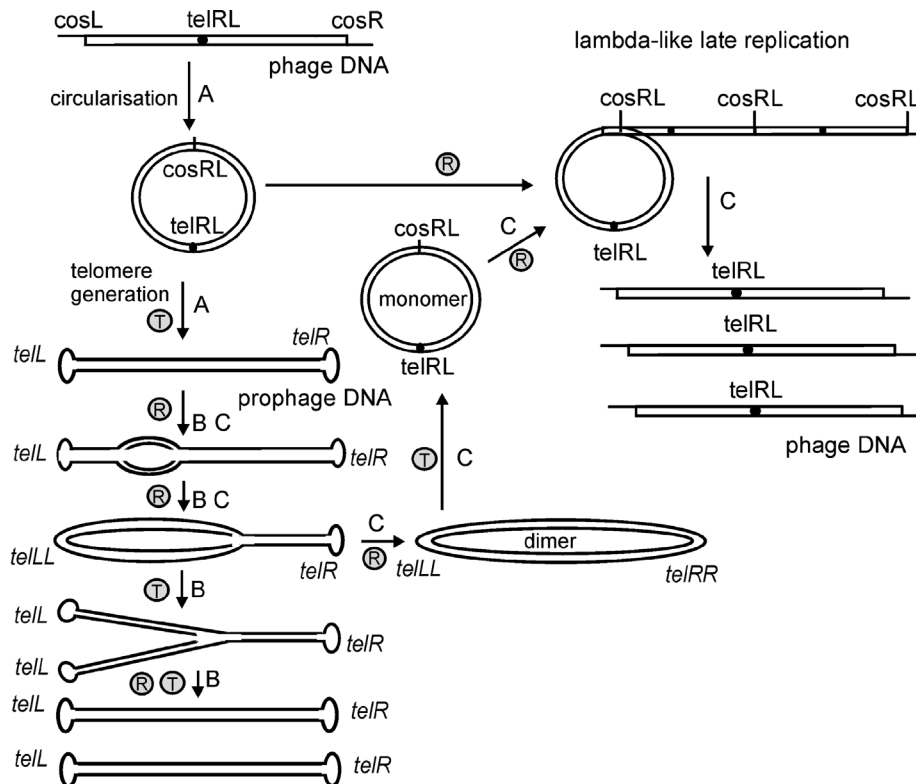 cosL telRL cosR
phage DNA
lambda-like late replication
circularisation A
cosRL cosRL cosRL
cosRL
R
telRL
C
R
C
cosRL
telRL
telomere
generation
T
A
monomer
telRL
telRL
telL telR
telRL
prophage DNA
telRL
R B C
phage DNA
telL telR
T C
R B C
telLL telR
C
R
dimer
telLL telRR
T B
telL
telR
telL
R T B
telL telR
telL telR